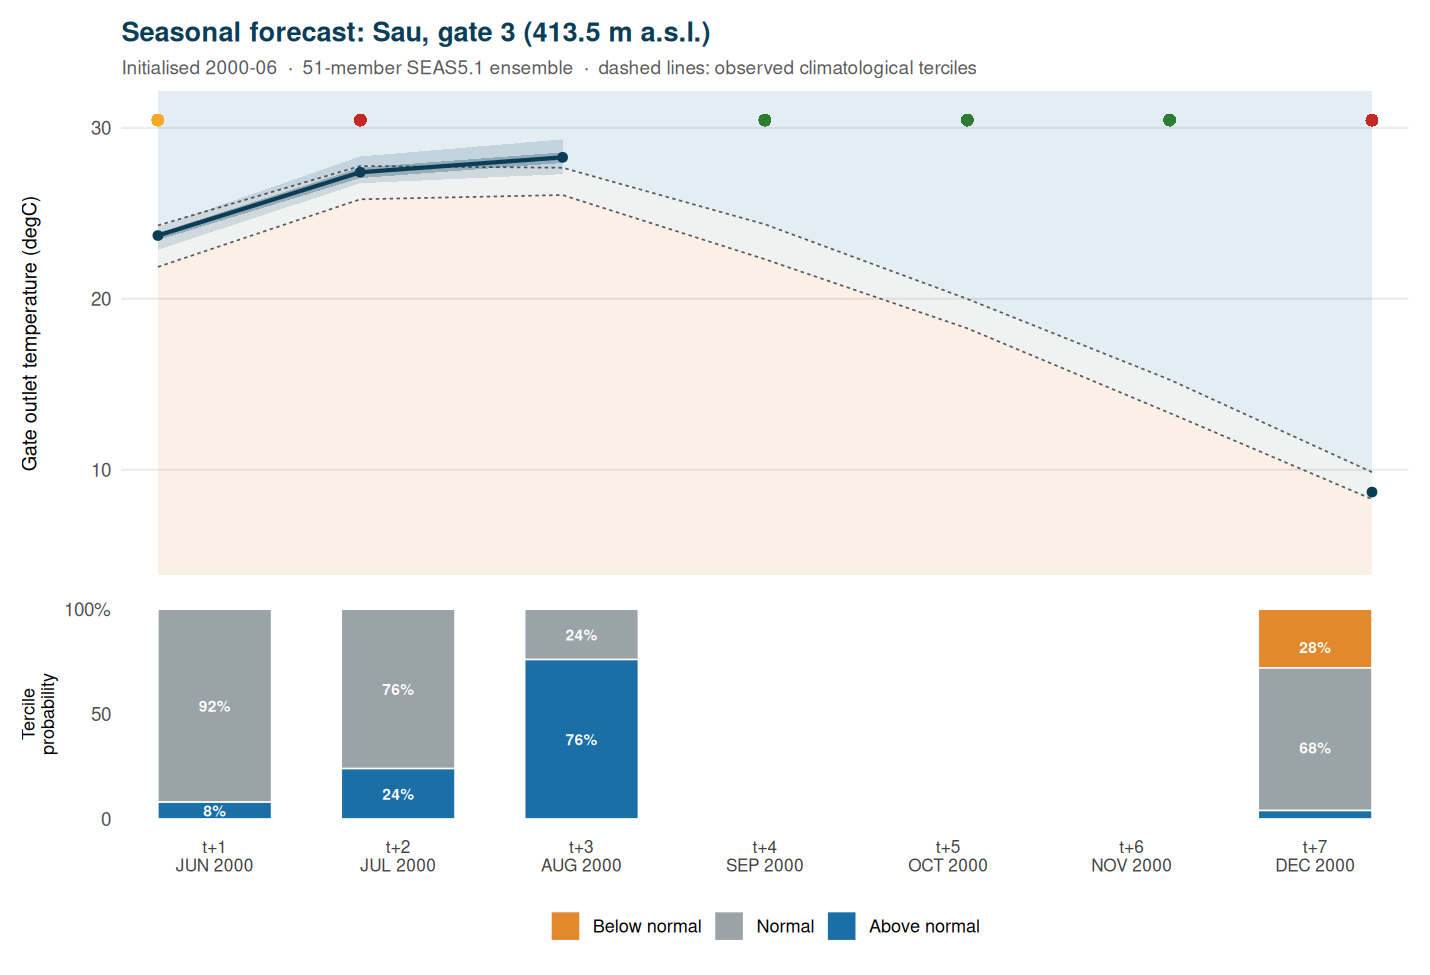 Seasonal forecast: Sau, gate 3 (413.5 m a.s.l.)
Initialised 2000-06 · 51-member SEAS5.1 ensemble · dashed lines: observed climatological terciles
Gate outlet temperature (degC)
30
20
10
Tercile
probability
100%
50
0
92%
8%
76%
24%
24%
76%
28%
68%
t+1
JUN 2000
t+2
JUL 2000
t+3
AUG 2000
t+4
SEP 2000
t+5
OCT 2000
t+6
NOV 2000
t+7
DEC 2000
Below normal
Normal
Above normal